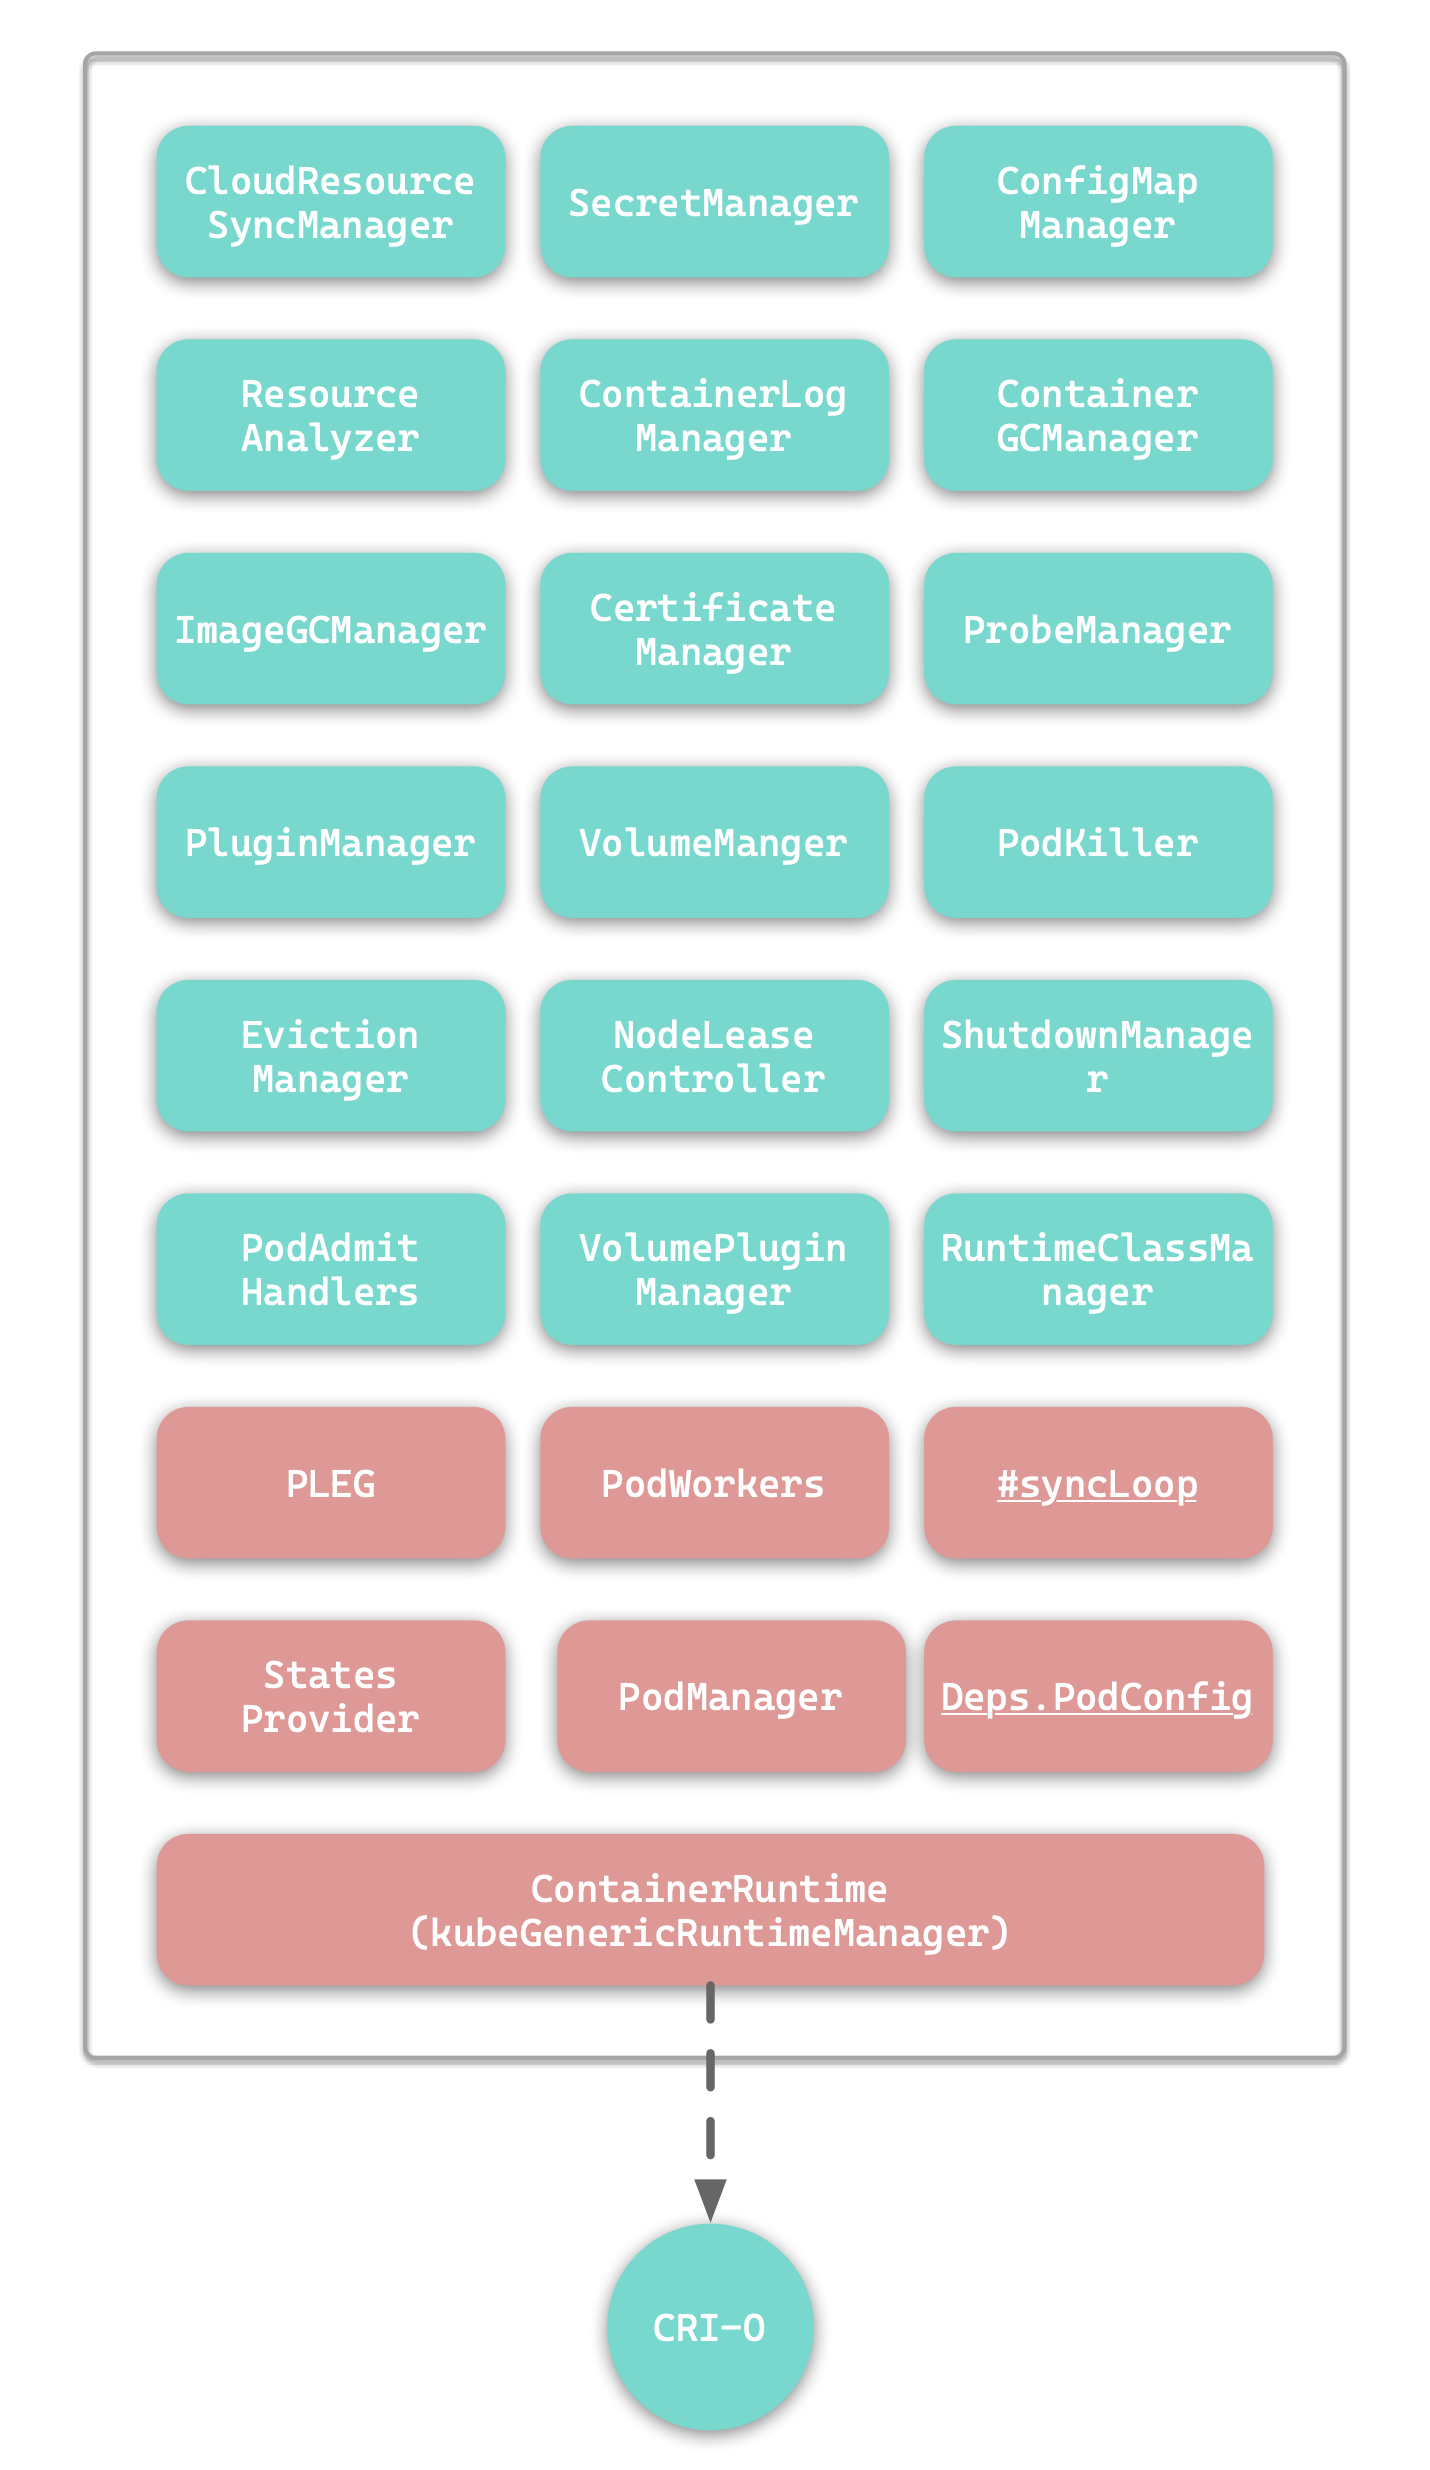 CloudResource
SyncManager
SecretManager
ConfigMap
Manager
Resource
Analyzer
ContainerLog
Manager
Container
GCManager
ImageGCManager
Certificate
Manager
ProbeManager
PluginManager
VolumeManger
PodKiller
Eviction
Manager
NodeLease
Controller
ShutdownManage
r
PodAdmit
Handlers
VolumePlugin
Manager
RuntimeClassMa
nager
PLEG
PodWorkers
#syncLoop
States
Provider
PodManager
Deps.PodConfig
ContainerRuntime
(kubeGenericRuntimeManager)
CRI-O